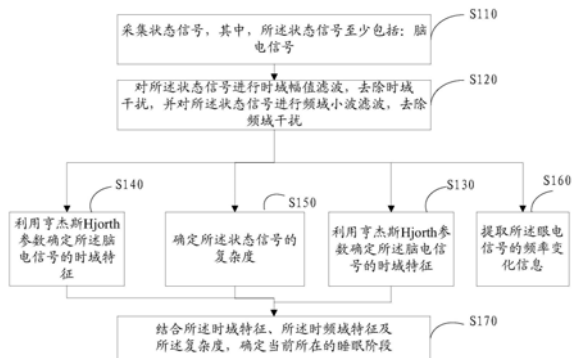 S110
采集状态信号，其中，所述状态信号至少包括：脑
电信号
S120
对所述状态信号进行时域幅值滤波，去除时域
干扰，并对所述状态信号进行频域小波滤波，去除
频域干扰
S140
利用亨杰斯Hjorth
参数确定所述脑
电信号的时域特
征
S150
确定所述状态信号的
复杂度
S130
利用亨杰斯Hjorth参
数确定所述脑电信
号的时域特征
S160
提取所述眼电
信号的频率变
化信息
S170
结合所述时域特征、所述时频域特征及
所述复杂度，确定当前所在的睡眠阶段